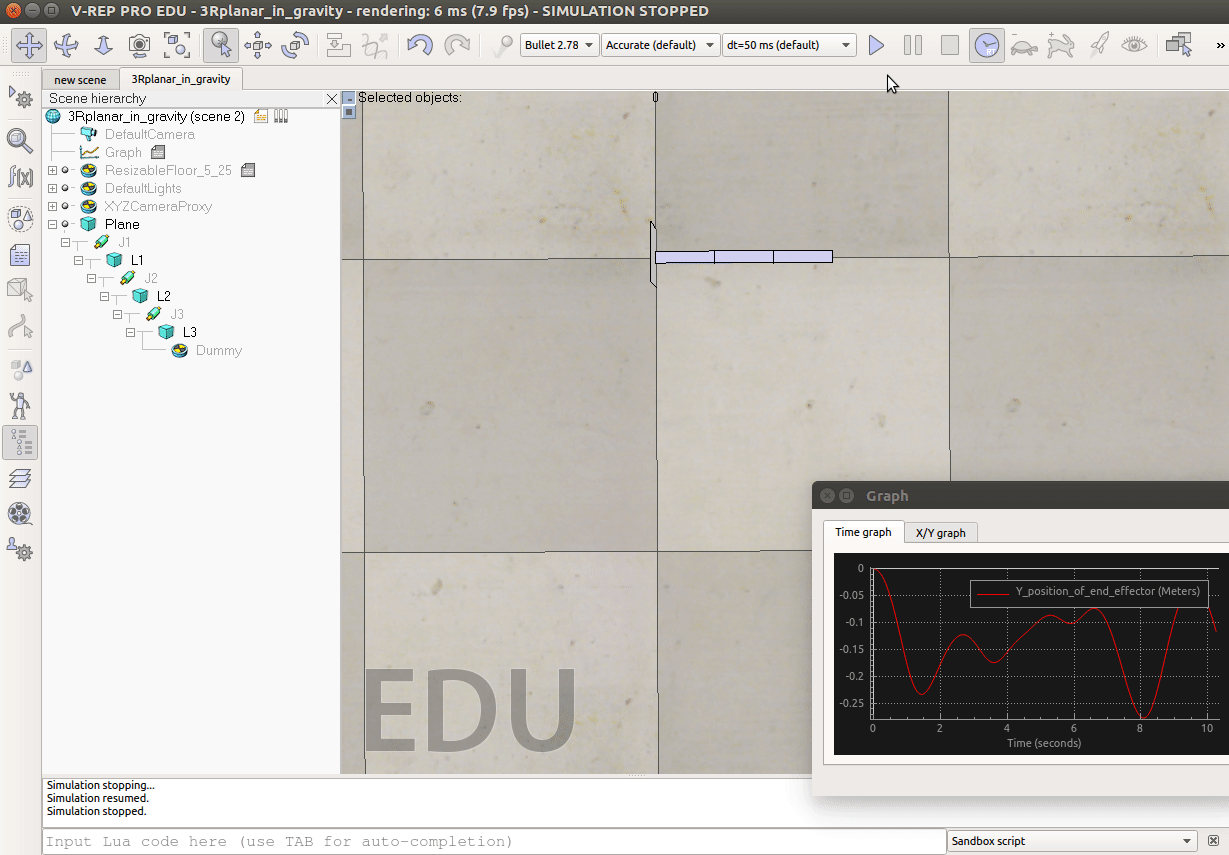 V-REP PRO EDU - 3Rplanar_in_gravity - rendering: 6 ms (7.9 fps) - SIMULATION STOPPED
Bullet 2.78 Accurate (default) dt=50 ms (default) RT »
new scene 3Rplanar_in_gravity
Scene hierarchy
Selected objects: 0
3Rplanar_in_gravity (scene 2)
DefaultCamera
Graph
ResizableFloor_5_25
DefaultLights
XYZCameraProxy
Plane
J1
L1
J2
L2
J3
L3
Dummy
f(x)
EDU
Graph
Time graph X/Y graph
Y_position_of_end_effector (Meters)
0
-0.05
-0.1
-0.15
-0.2
-0.25
0 2 4 6 8 10
Time (seconds)
Simulation stopping...
Simulation resumed.
Simulation stopped.
Input Lua code here (use TAB for auto-completion)
Sandbox script